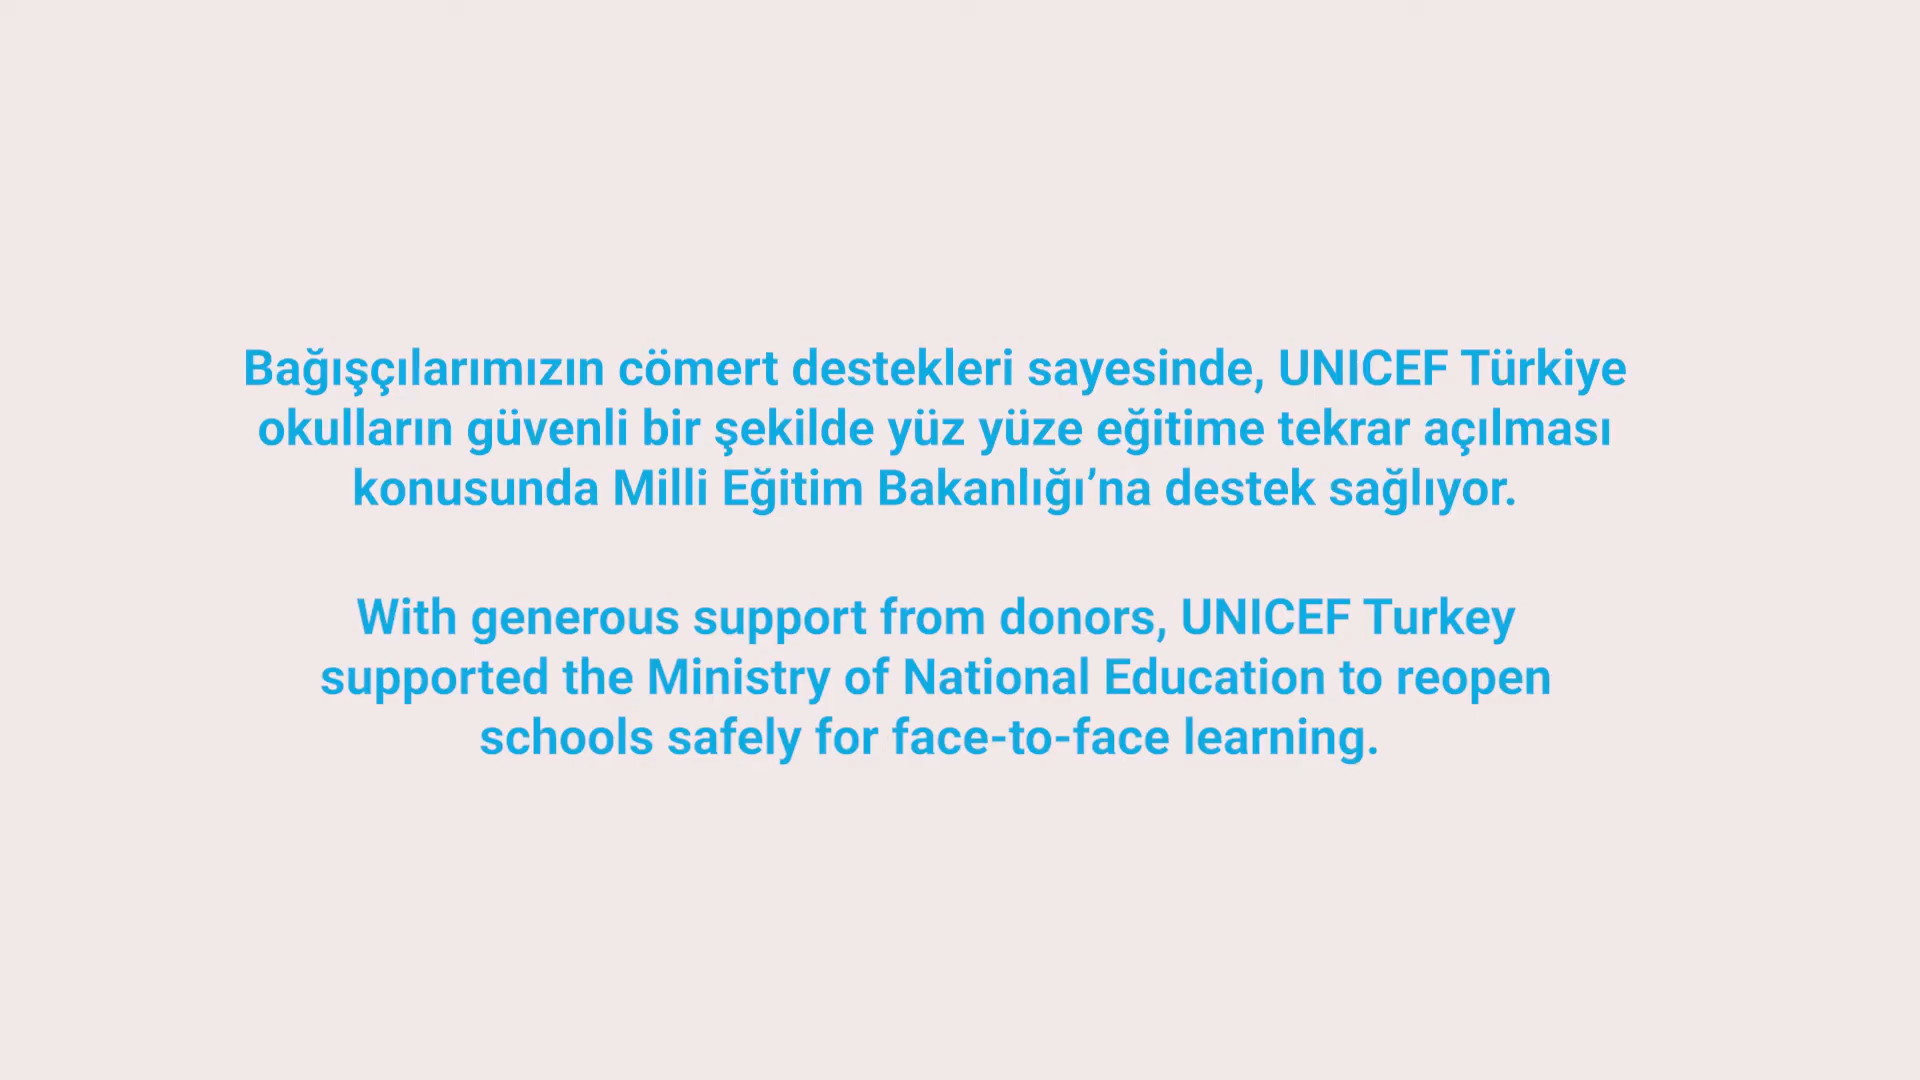 Bağışçılarımızın cömert destekleri sayesinde, UNICEF Türkiye
okulların güvenli bir şekilde yüz yüze eğitime tekrar açılması
konusunda Milli Eğitim Bakanlığı’na destek sağlıyor.
With generous support from donors, UNICEF Turkey
supported the Ministry of National Education to reopen
schools safely for face-to-face learning.